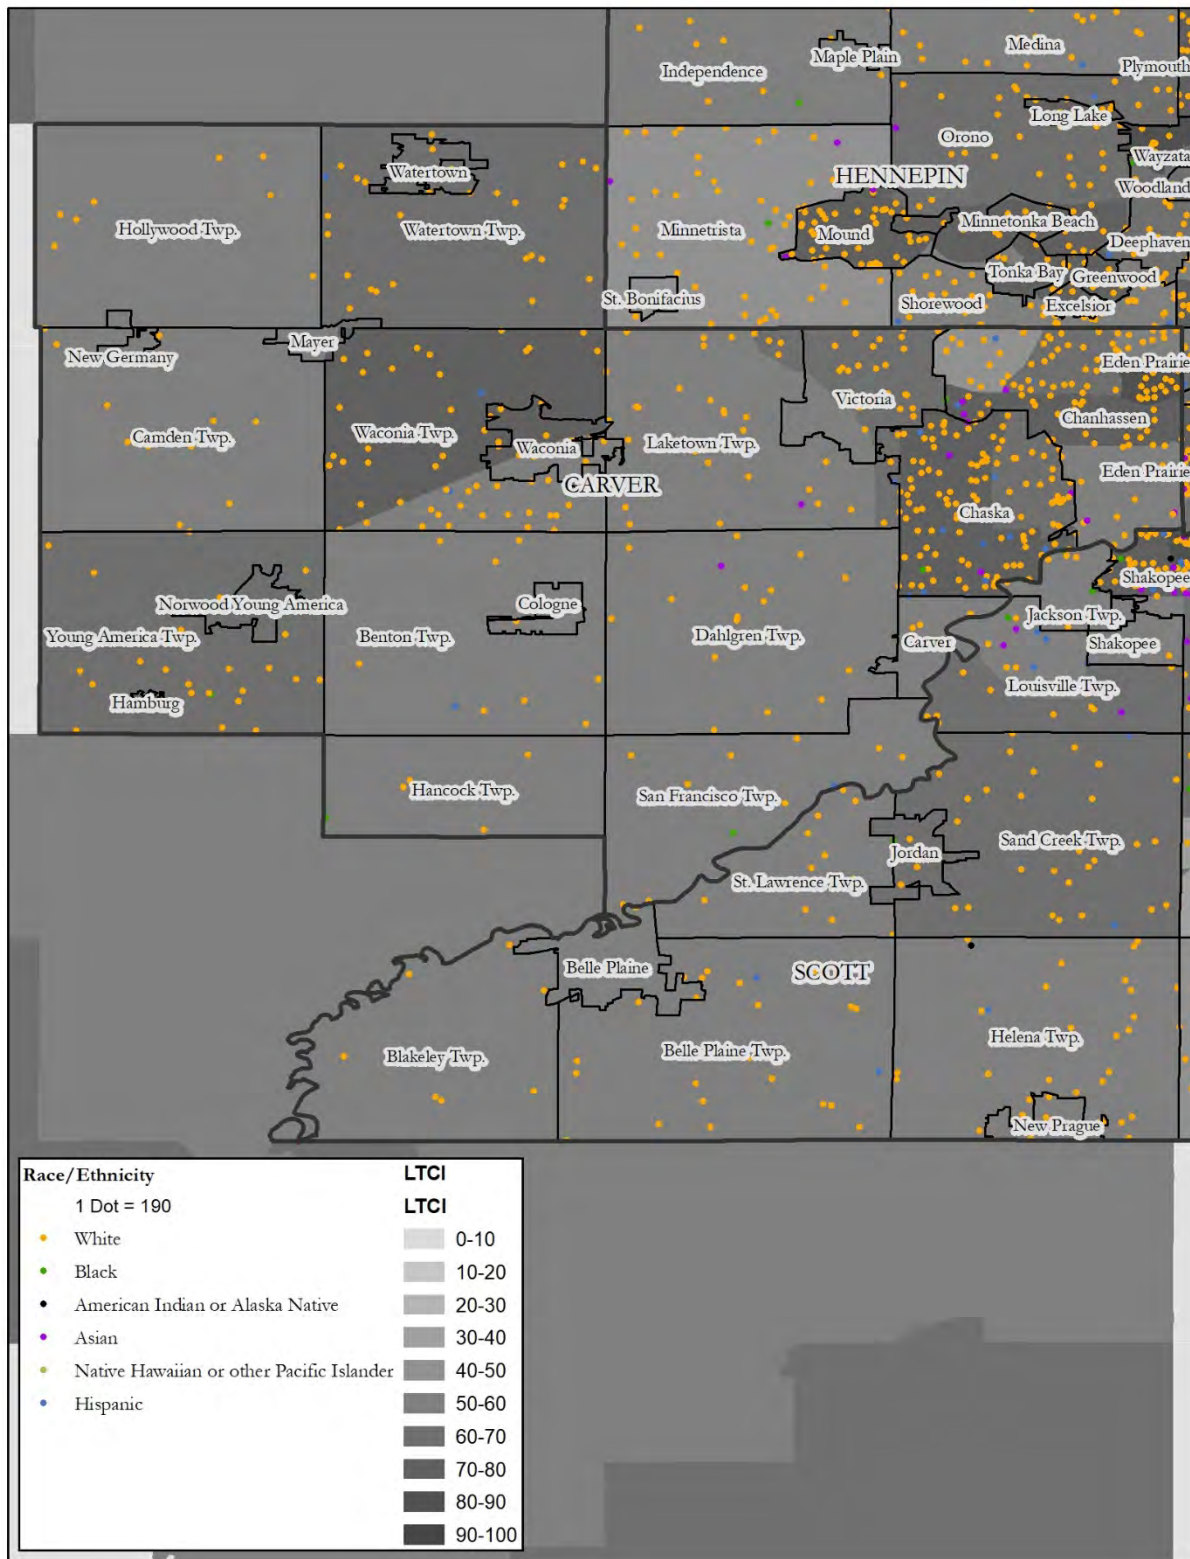 Medina
Maple Plain
Independence
Plymouth
Long Lake
Orono
Wayzata
Watertown
HENNEPIN
Woodland
Hollywood Twp.
Watertown Twp.
Minnetrista
Mound
Minnetonka Beach
Deephaven
Tonka Bay
Greenwood
St. Bonifacius
Shorewood
Excelsior
New Germany
Mayer
Eden Prairie
Victoria
Chanhassen
Camden Twp.
Waconia Twp.
Waconia
Laketown Twp.
Eden Prairie
CARVER
Chaska
Shakopee
Norwood Young America
Cologne
Jackson Twp.
Young America Twp.
Benton Twp.
Dahlgren Twp.
Carver
Shakopee
Louisville Twp.
Hamburg
Hancock Twp.
San Francisco Twp.
Jordan
Sand Creek Twp.
St. Lawrence Twp.
Belle Plaine
SCOTT
Helena Twp.
Blakeley Twp.
Belle Plaine Twp.
New Prague
Race/Ethnicity
1 Dot = 190
White
Black
American Indian or Alaska Native
Asian
Native Hawaiian or other Pacific Islander
Hispanic
LTCI
LTCI
0-10
10-20
20-30
30-40
40-50
50-60
60-70
70-80
80-90
90-100